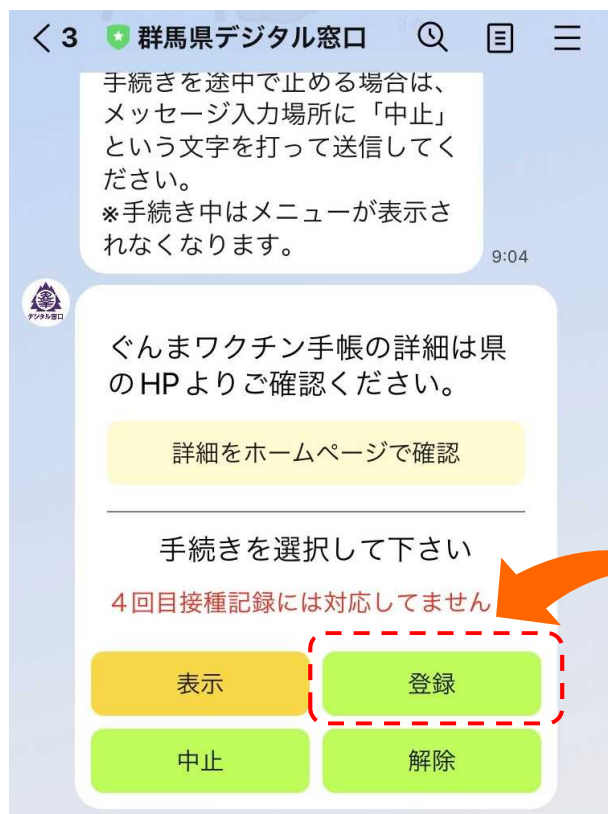 3 群馬県デジタル窓口
手続きを途中で止める場合は、
メッセージ入力場所に「中止」
という文字を打って送信してく
ださい。
※手続き中はメニューが表示さ
れなくなります。
9:04
デジタル窓口
ぐんまワクチン手帳の詳細は県
のHPよりご確認ください。
詳細をホームページで確認
手続きを選択して下さい
4回目接種記録には対応してません
表示
登録
中止
解除